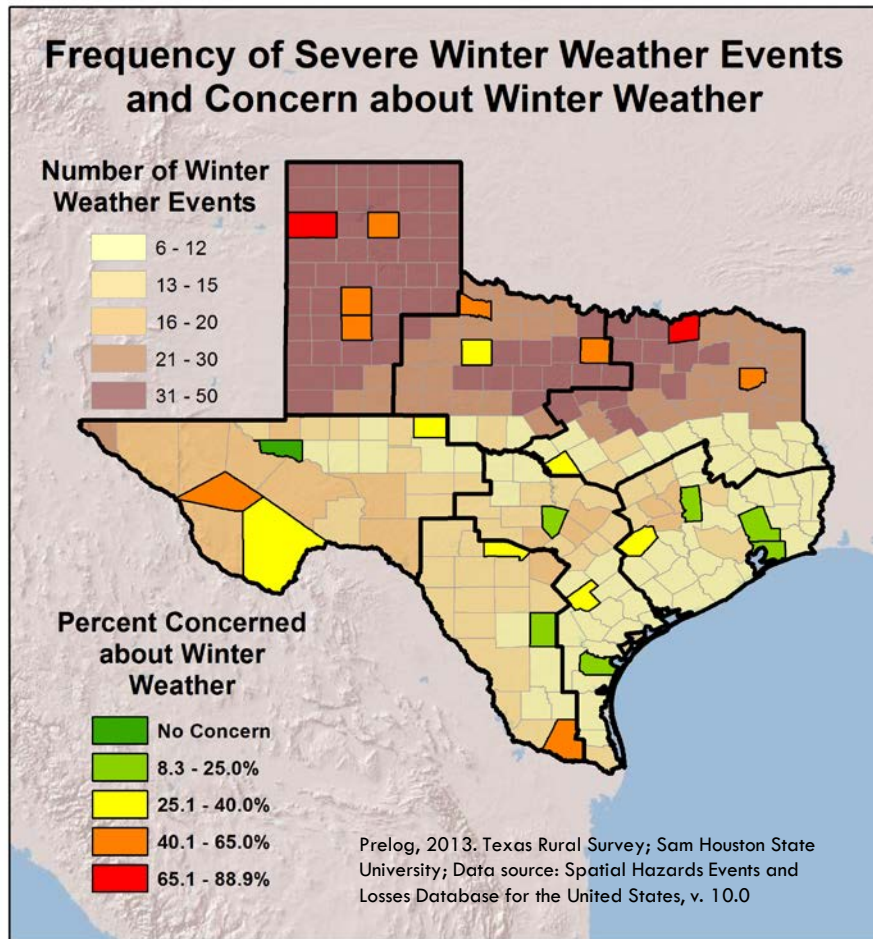 Frequency of Severe Winter Weather Events
and Concern about Winter Weather
Number of Winter
Weather Events
6 - 12
13 - 15
16 - 20
21 - 30
31 - 50
Percent Concerned
about Winter
Weather
No Concern
8.3 - 25.0%
25.1 - 40.0%
40.1 - 65.0%
65.1 - 88.9%
Prelog, 2013. Texas Rural Survey; Sam Houston State
University; Data source: Spatial Hazards Events and
Losses Database for the United States, v. 10.0